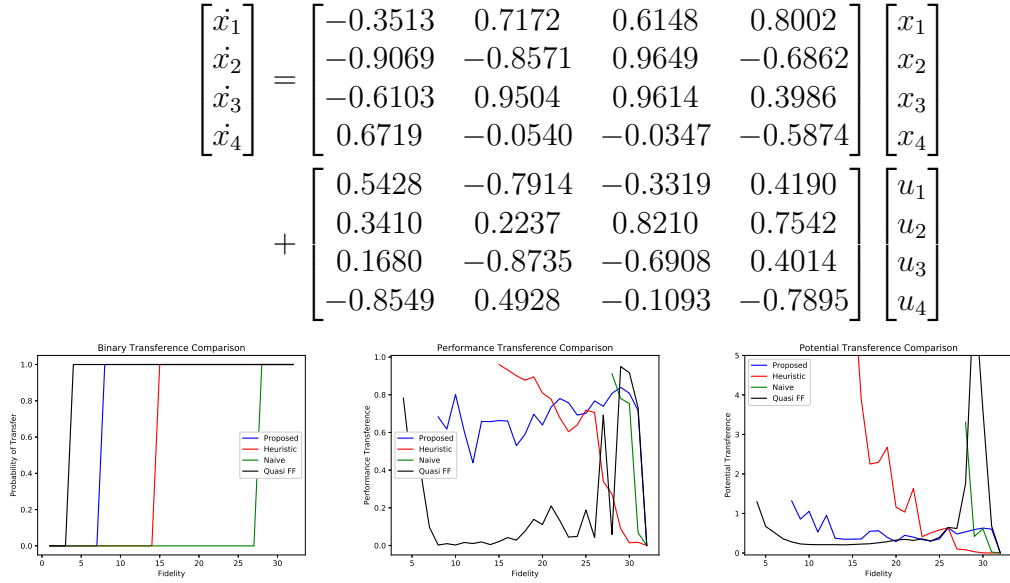 ẋ1 −0.3513 0.7172 0.6148 0.8002 x1
ẋ2 = −0.9069 −0.8571 0.9649 −0.6862 x2
ẋ3 −0.6103 0.9504 0.9614 0.3986 x3
ẋ4 0.6719 −0.0540 −0.0347 −0.5874 x4
0.5428 −0.7914 −0.3319 0.4190 u1
+ 0.3410 0.2237 0.8210 0.7542 u2
0.1680 −0.8735 −0.6908 0.4014 u3
−0.8549 0.4928 −0.1093 −0.7895 u4
Binary Transference Comparison
Probability of Transfer
1.0
0.8
0.6
0.4
0.2
0.0
Proposed
Heuristic
Naive
Quasi FF
0 5 10 15 20 25 30
Fidelity
Performance Transference Comparison
Performance Transference
1.0
0.8
0.6
0.4
0.2
0.0
Proposed
Heuristic
Naive
Quasi FF
5 10 15 20 25 30
Fidelity
Potential Transference Comparison
Potential Transference
5
4
3
2
1
0
Proposed
Heuristic
Naive
Quasi FF
5 10 15 20 25 30
Fidelity